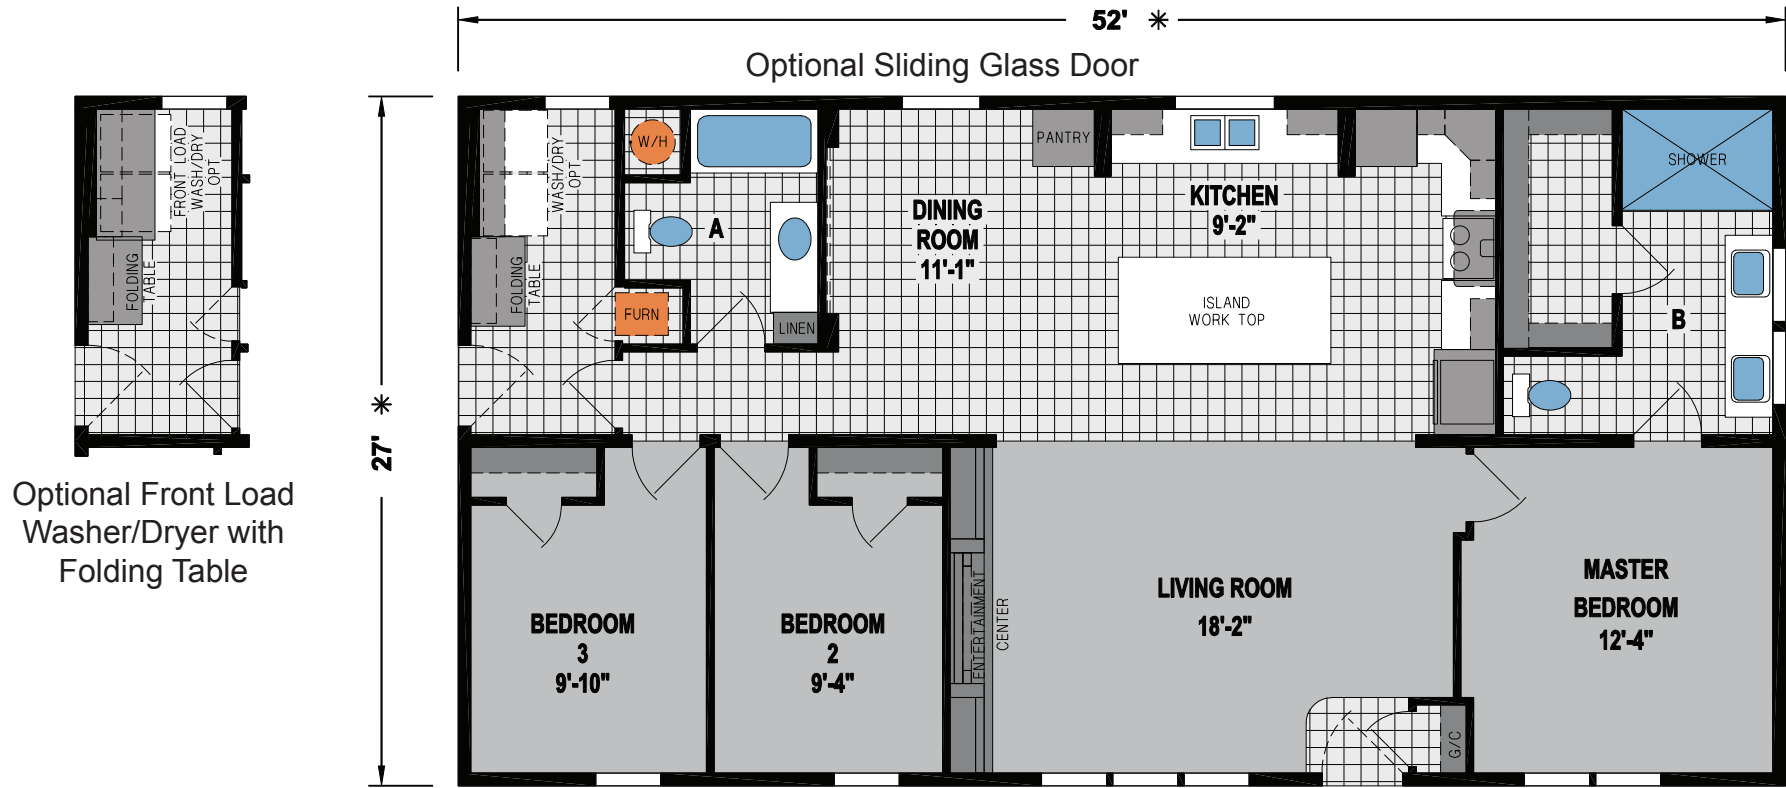 52' *
Optional Sliding Glass Door
27' *
FRONT LOAD
WASH/DRY
OPT
FOLDING
TABLE
Optional Front Load
Washer/Dryer with
Folding Table
WASH/DRY
OPT
FOLDING
TABLE
W/H
FURN
A
LINEN
DINING
ROOM
11'-1"
PANTRY
KITCHEN
9'-2"
ISLAND
WORK TOP
SHOWER
B
BEDROOM
3
9'-10"
BEDROOM
2
9'-4"
ENTERTAINMENT
CENTER
LIVING ROOM
18'-2"
G/C
MASTER
BEDROOM
12'-4"